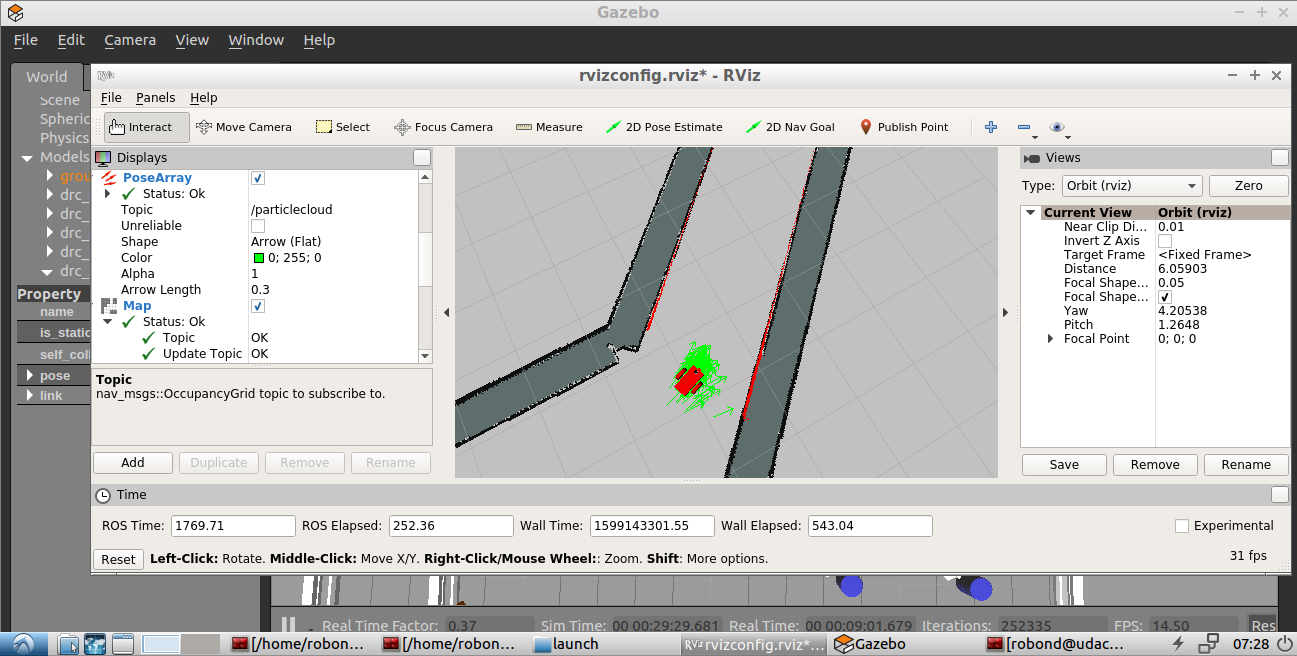 Gazebo
File Edit Camera View Window Help
World
Scene
Spheric
Physics
Models
grou
drc_
drc_
drc_
drc_
drc_
Property
name
is_static
self_coll
pose
link
rvizconfig.rviz* - RViz
RViz
File Panels Help
Interact Move Camera Select Focus Camera Measure 2D Pose Estimate 2D Nav Goal Publish Point
Displays
PoseArray
Status: Ok
Topic /particlecloud
Unreliable
Shape Arrow (Flat)
Color 0; 255; 0
Alpha 1
Arrow Length 0.3
Map
Status: Ok
Topic OK
Update Topic OK
Topic
nav_msgs::OccupancyGrid topic to subscribe to.
Add Duplicate Remove Rename
Views
Type: Orbit (rviz) Zero
Current View Orbit (rviz)
Near Clip Di... 0.01
Invert Z Axis
Target Frame <Fixed Frame>
Distance 6.05903
Focal Shape... 0.05
Focal Shape...
Yaw 4.20538
Pitch 1.2648
Focal Point 0; 0; 0
Save Remove Rename
Time
ROS Time: 1769.71 ROS Elapsed: 252.36 Wall Time: 1599143301.55 Wall Elapsed: 543.04 Experimental
Reset Left-Click: Rotate. Middle-Click: Move X/Y. Right-Click/Mouse Wheel:: Zoom. Shift: More options. 31 fps
Real Time Factor: 0.37 Sim Time: 00 00:29:29.681 Real Time: 00 00:09:01.679 Iterations: 252335 FPS: 14.50 Res
[/home/robon... [/home/robon... launch RViz rvizconfig.rviz*... Gazebo [robond@udac... 07:28